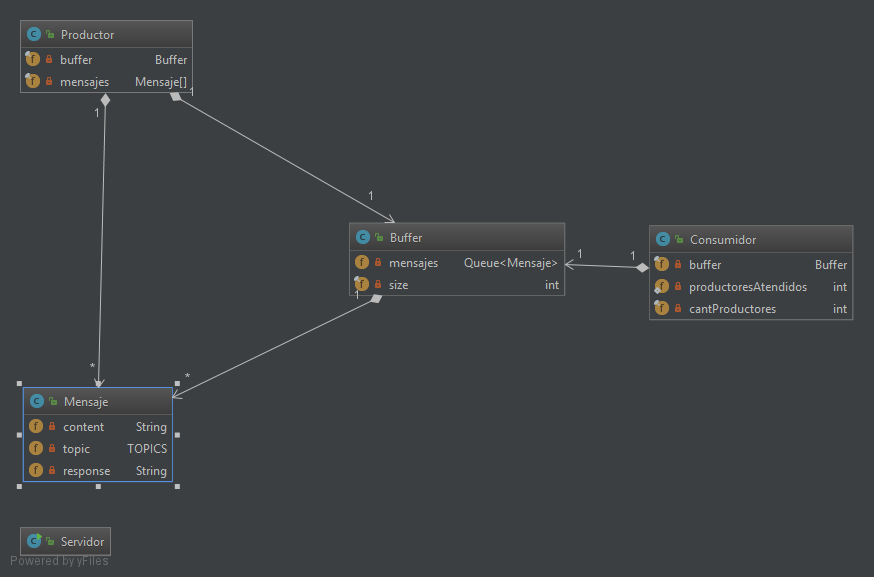 Productor
buffer Buffer
mensajes Mensaje[]
1
1
1
Buffer
mensajes Queue<Mensaje>
size int
1
1
1
Consumidor
buffer Buffer
productoresAtendidos int
cantProductores int
*
*
Mensaje
content String
topic TOPICS
response String
Servidor
Powered by yFiles